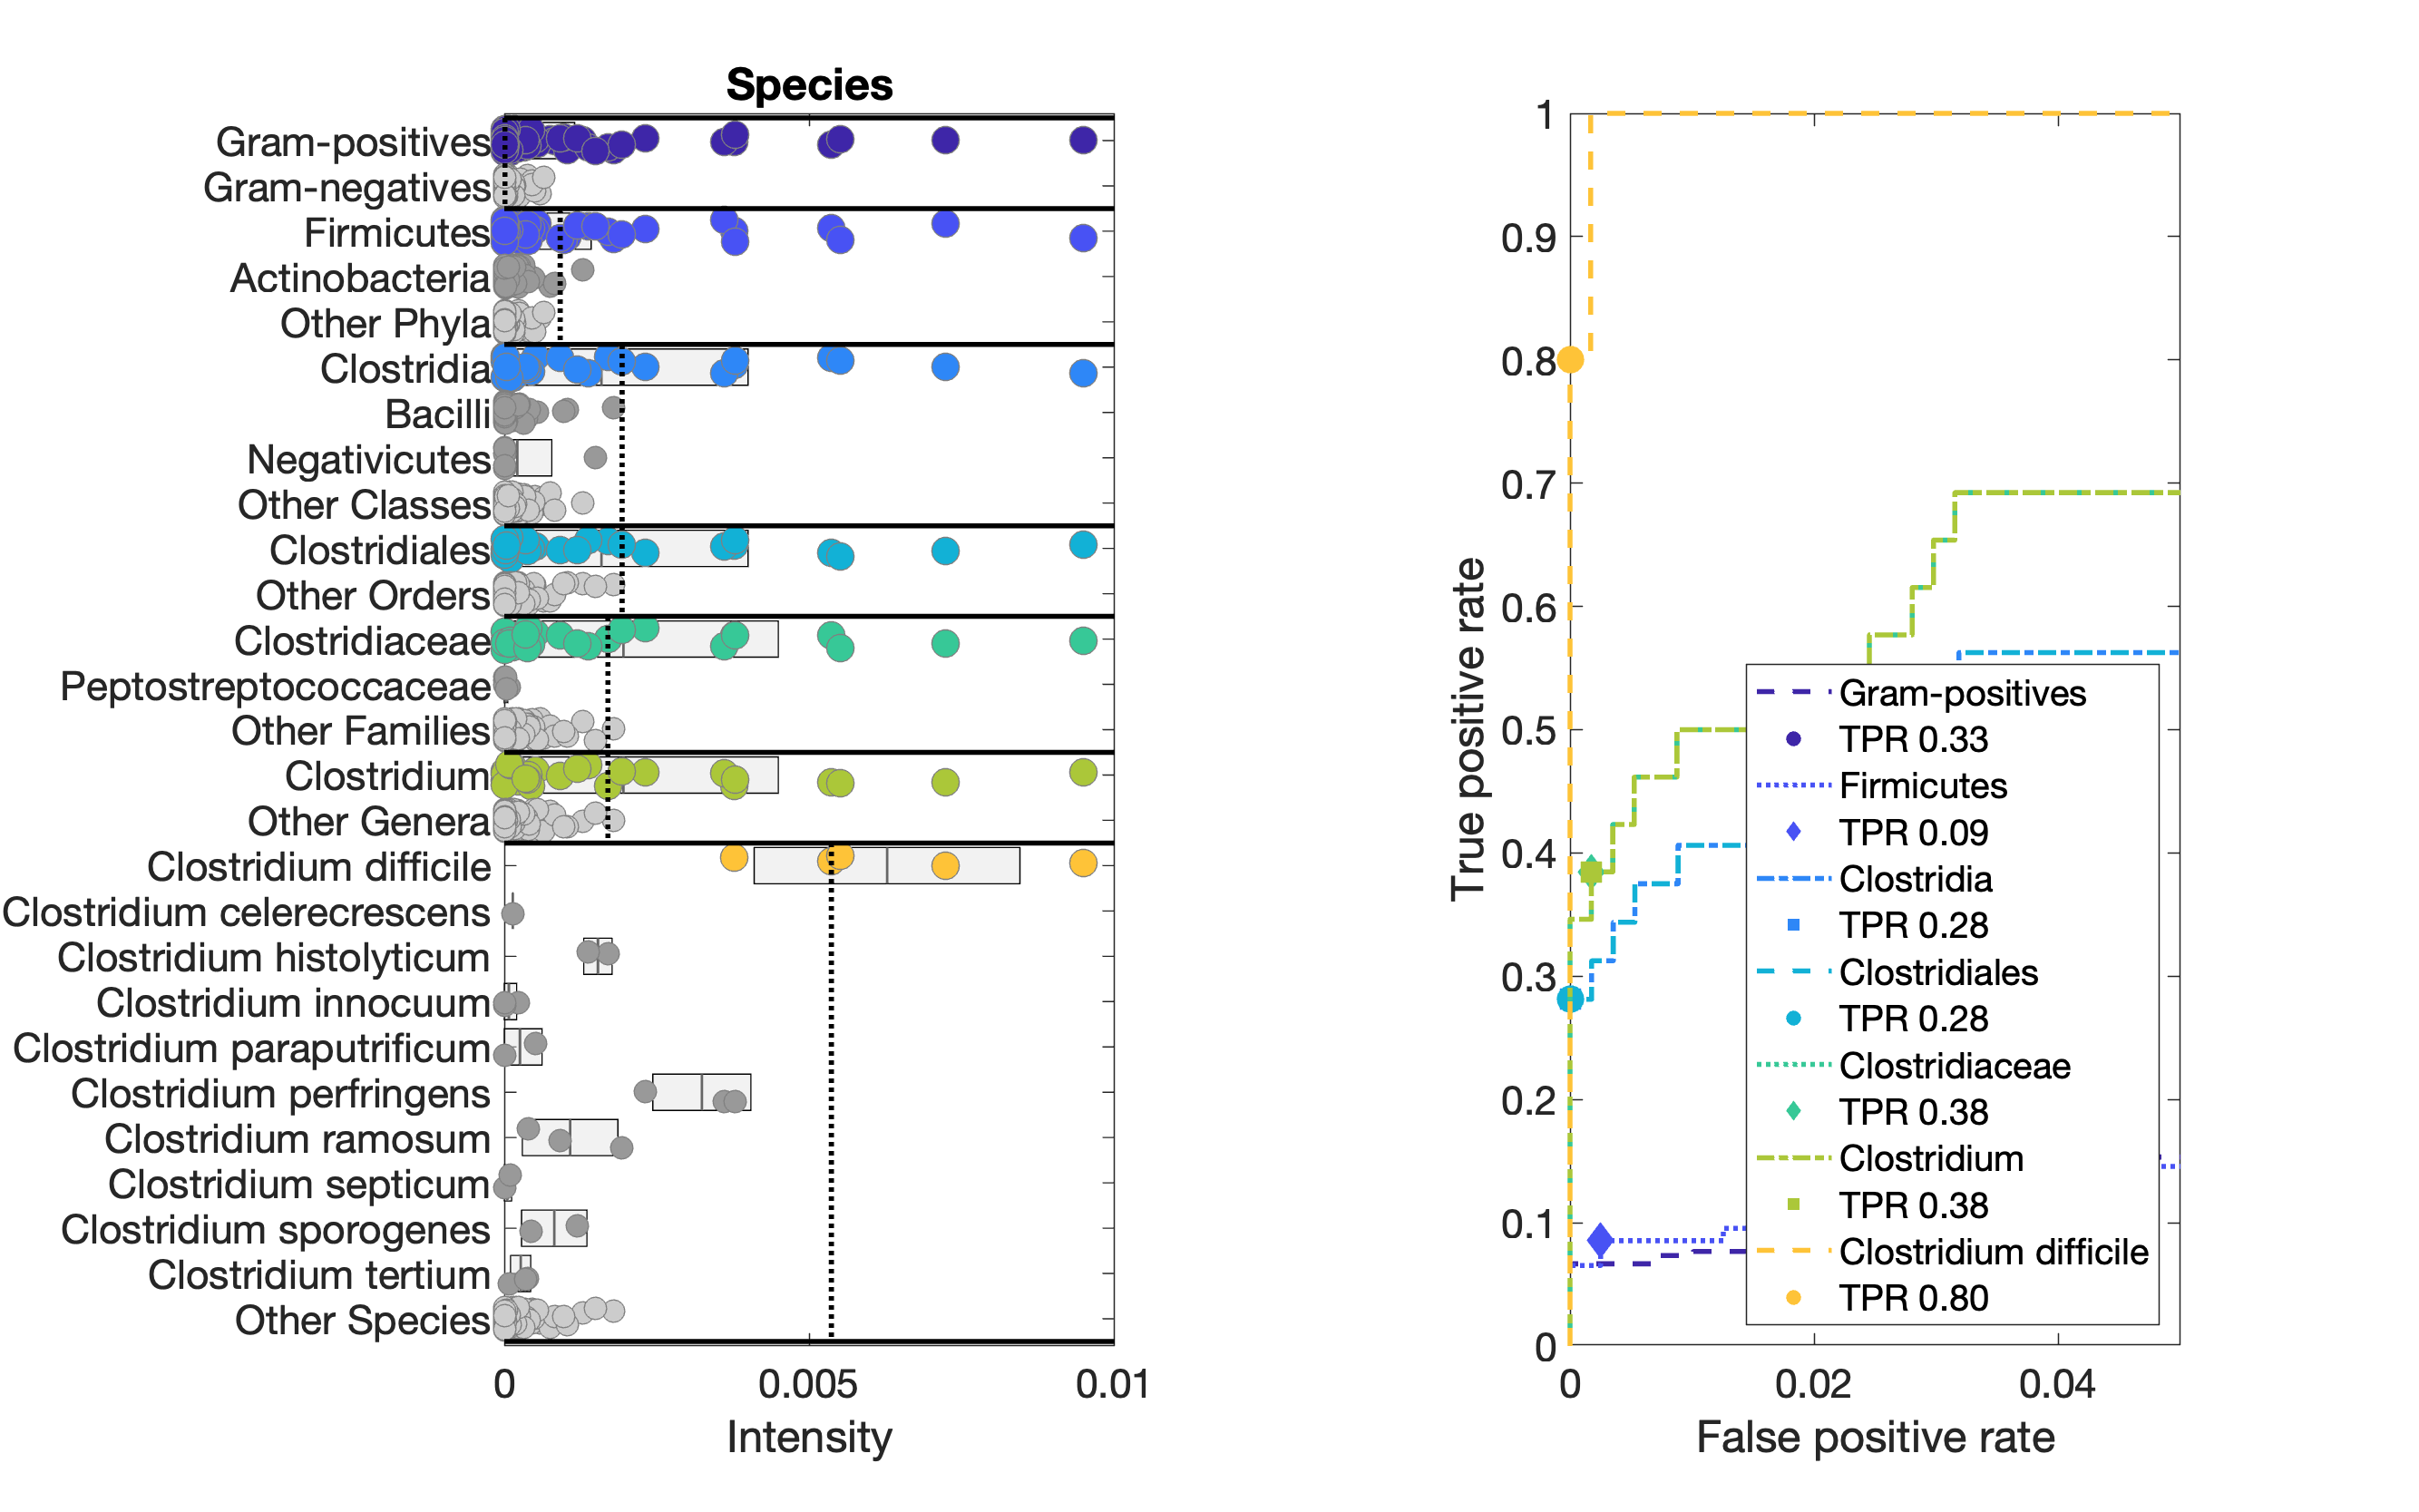 Species
Gram-positives
Gram-negatives
Firmicutes
Actinobacteria
Other Phyla
Clostridia
Bacilli
Negativicutes
Other Classes
Clostridiales
Other Orders
Clostridiaceae
Peptostreptococcaceae
Other Families
Clostridium
Other Genera
Clostridium difficile
Clostridium celerecrescens
Clostridium histolyticum
Clostridium innocuum
Clostridium paraputrificum
Clostridium perfringens
Clostridium ramosum
Clostridium septicum
Clostridium sporogenes
Clostridium tertium
Other Species
0 0.005 0.01
Intensity
True positive rate
1
0.9
0.8
0.7
0.6
0.5
0.4
0.3
0.2
0.1
0
0 0.02 0.04
False positive rate
Gram-positives
TPR 0.33
Firmicutes
TPR 0.09
Clostridia
TPR 0.28
Clostridiales
TPR 0.28
Clostridiaceae
TPR 0.38
Clostridium
TPR 0.38
Clostridium difficile
TPR 0.80